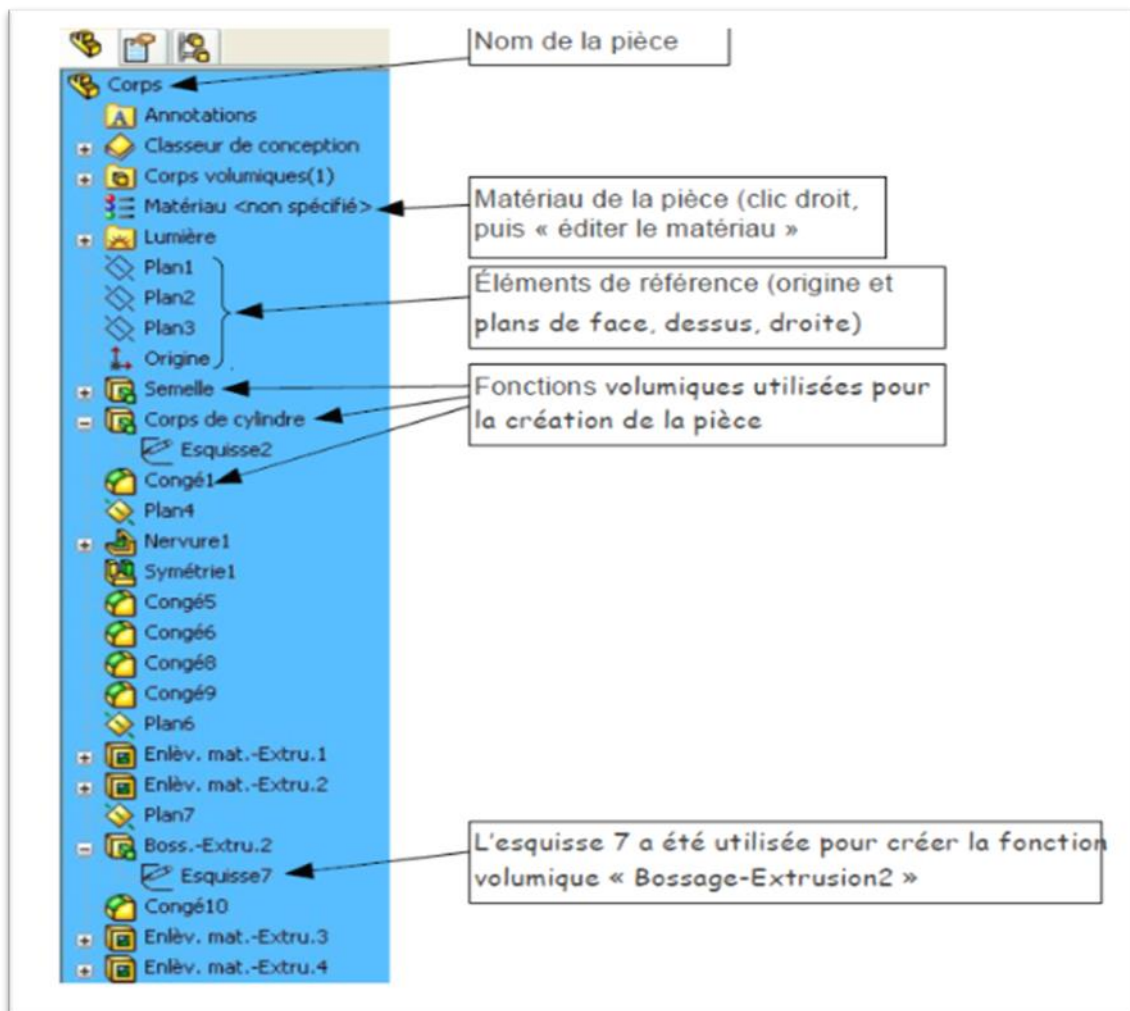 Nom de la pièce
Corps
Annotations
Classeur de conception
Corps volumiques(1)
Matériau <non spécifié>
Matériau de la pièce (clic droit,
puis « éditer le matériau »
Lumière
Plan1
Plan2
Plan3
Origine
Éléments de référence (origine et
plans de face, dessus, droite)
Semelle
Corps de cylindre
Esquisse2
Congé1
Fonctions volumiques utilisées pour
la création de la pièce
Plan4
Nervure1
Symétrie1
Congé5
Congé6
Congé8
Congé9
Plan6
Enlèv. mat.-Extru.1
Enlèv. mat.-Extru.2
Plan7
Boss.-Extru.2
Esquisse7
L'esquisse 7 a été utilisée pour créer la fonction
volumique « Bossage-Extrusion2 »
Congé10
Enlèv. mat.-Extru.3
Enlèv. mat.-Extru.4